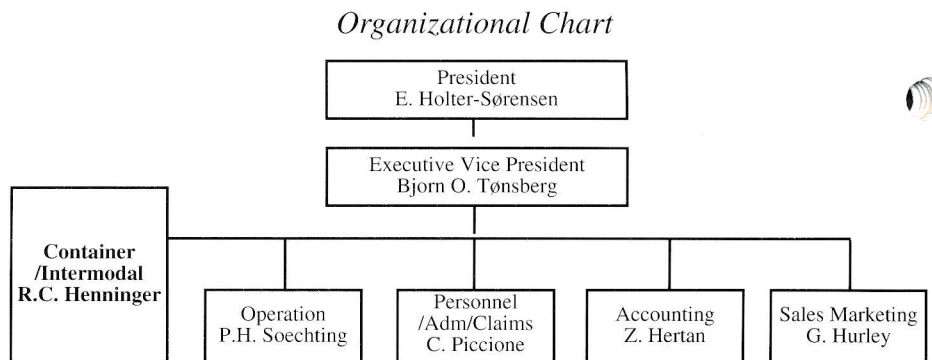 Organizational Chart
President
E. Holter-Sørensen
Executive Vice President
Bjorn O. Tønsberg
Container
/Intermodal
R.C. Henninger
Operation
P.H. Soechting
Personnel
/Adm/Claims
C. Piccione
Accounting
Z. Hertan
Sales Marketing
G. Hurley